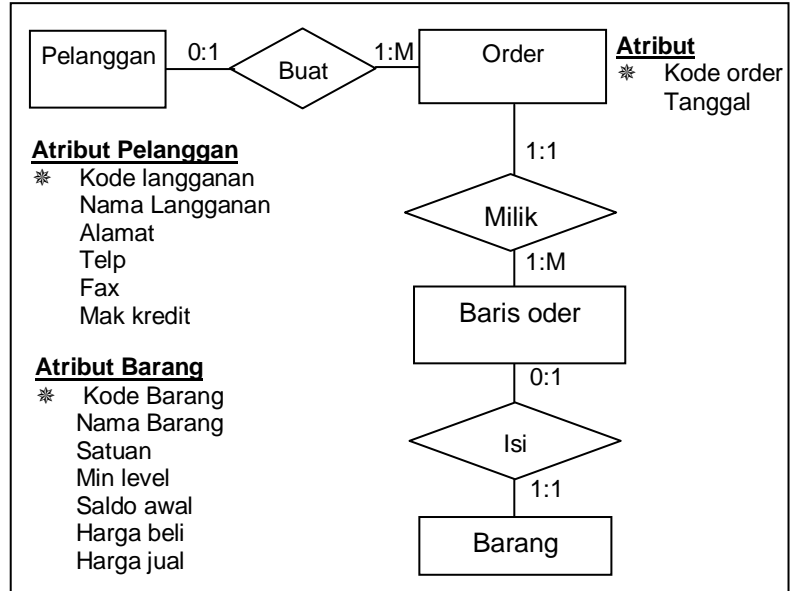 Pelanggan
0:1
Buat
1:M
Order
Atribut
✵ Kode order
Tanggal
1:1
Atribut Pelanggan
✵ Kode langganan
Nama Langganan
Alamat
Telp
Fax
Mak kredit
Milik
1:M
Baris oder
0:1
Atribut Barang
✵ Kode Barang
Nama Barang
Satuan
Min level
Saldo awal
Harga beli
Harga jual
Isi
1:1
Barang